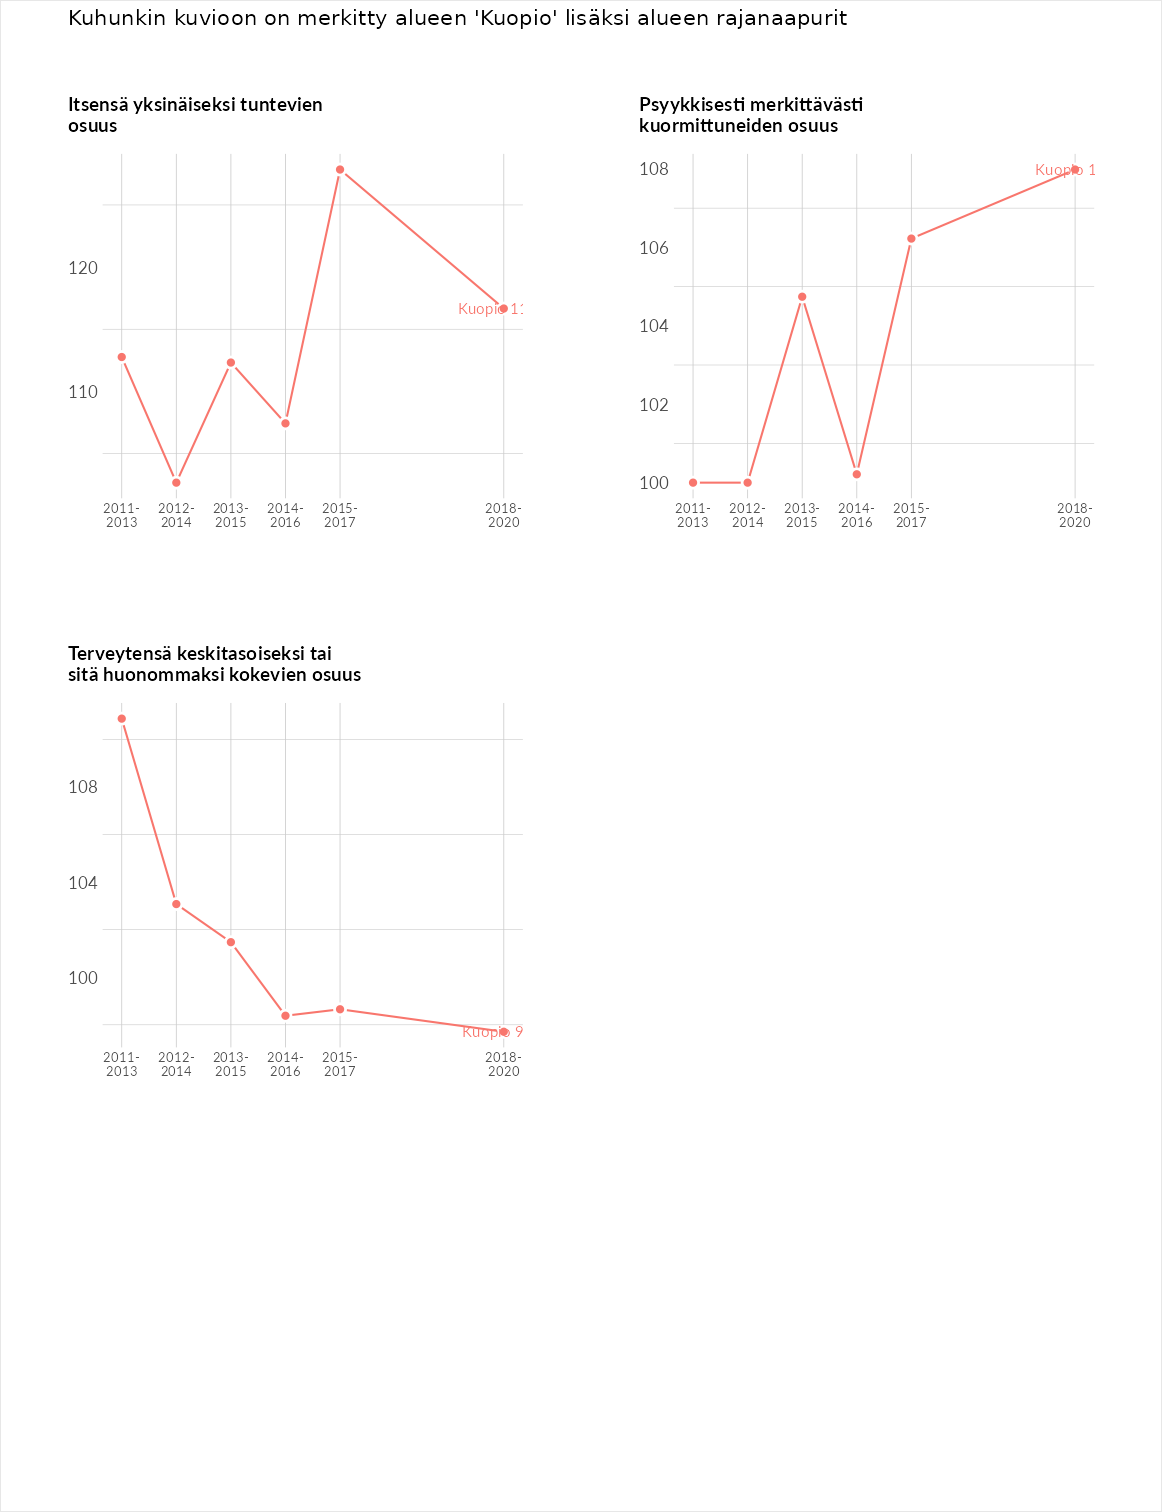 Kuhunkin kuvioon on merkitty alueen 'Kuopio' lisäksi alueen rajanaapurit
Itsensä yksinäiseksi tuntevien
osuus
120
110
Kuopio 11
2011- 2012- 2013- 2014- 2015- 2018-
2013 2014 2015 2016 2017 2020
Psyykkisesti merkittävästi
kuormittuneiden osuus
108
106
104
102
100
Kuopio 1
2011- 2012- 2013- 2014- 2015- 2018-
2013 2014 2015 2016 2017 2020
Terveytensä keskitasoiseksi tai
sitä huonommaksi kokevien osuus
108
104
100
Kuopio 9
2011- 2012- 2013- 2014- 2015- 2018-
2013 2014 2015 2016 2017 2020